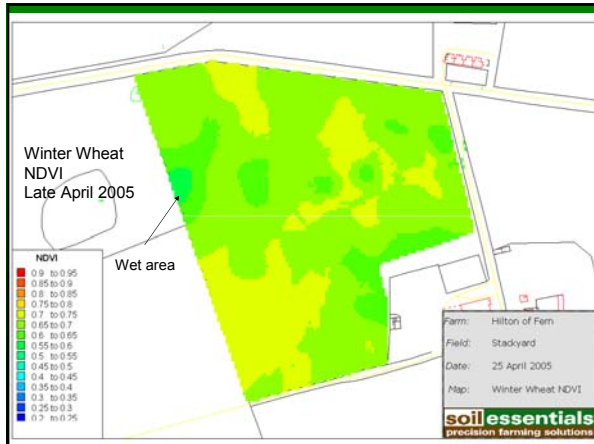 Winter Wheat
NDVI
Late April 2005
Wet area
NDVI
0.9 to 0.95
0.85 to 0.9
0.8 to 0.85
0.75 to 0.8
0.7 to 0.75
0.65 to 0.7
0.6 to 0.65
0.55 to 0.6
0.5 to 0.55
0.45 to 0.5
0.4 to 0.45
0.35 to 0.4
0.3 to 0.35
0.25 to 0.3
0.2 to 0.25
Farm: Hilton of Fern
Field: Stackyard
Date: 25 April 2005
Map: Winter Wheat NDVI
soilessentials
precision farming solutions